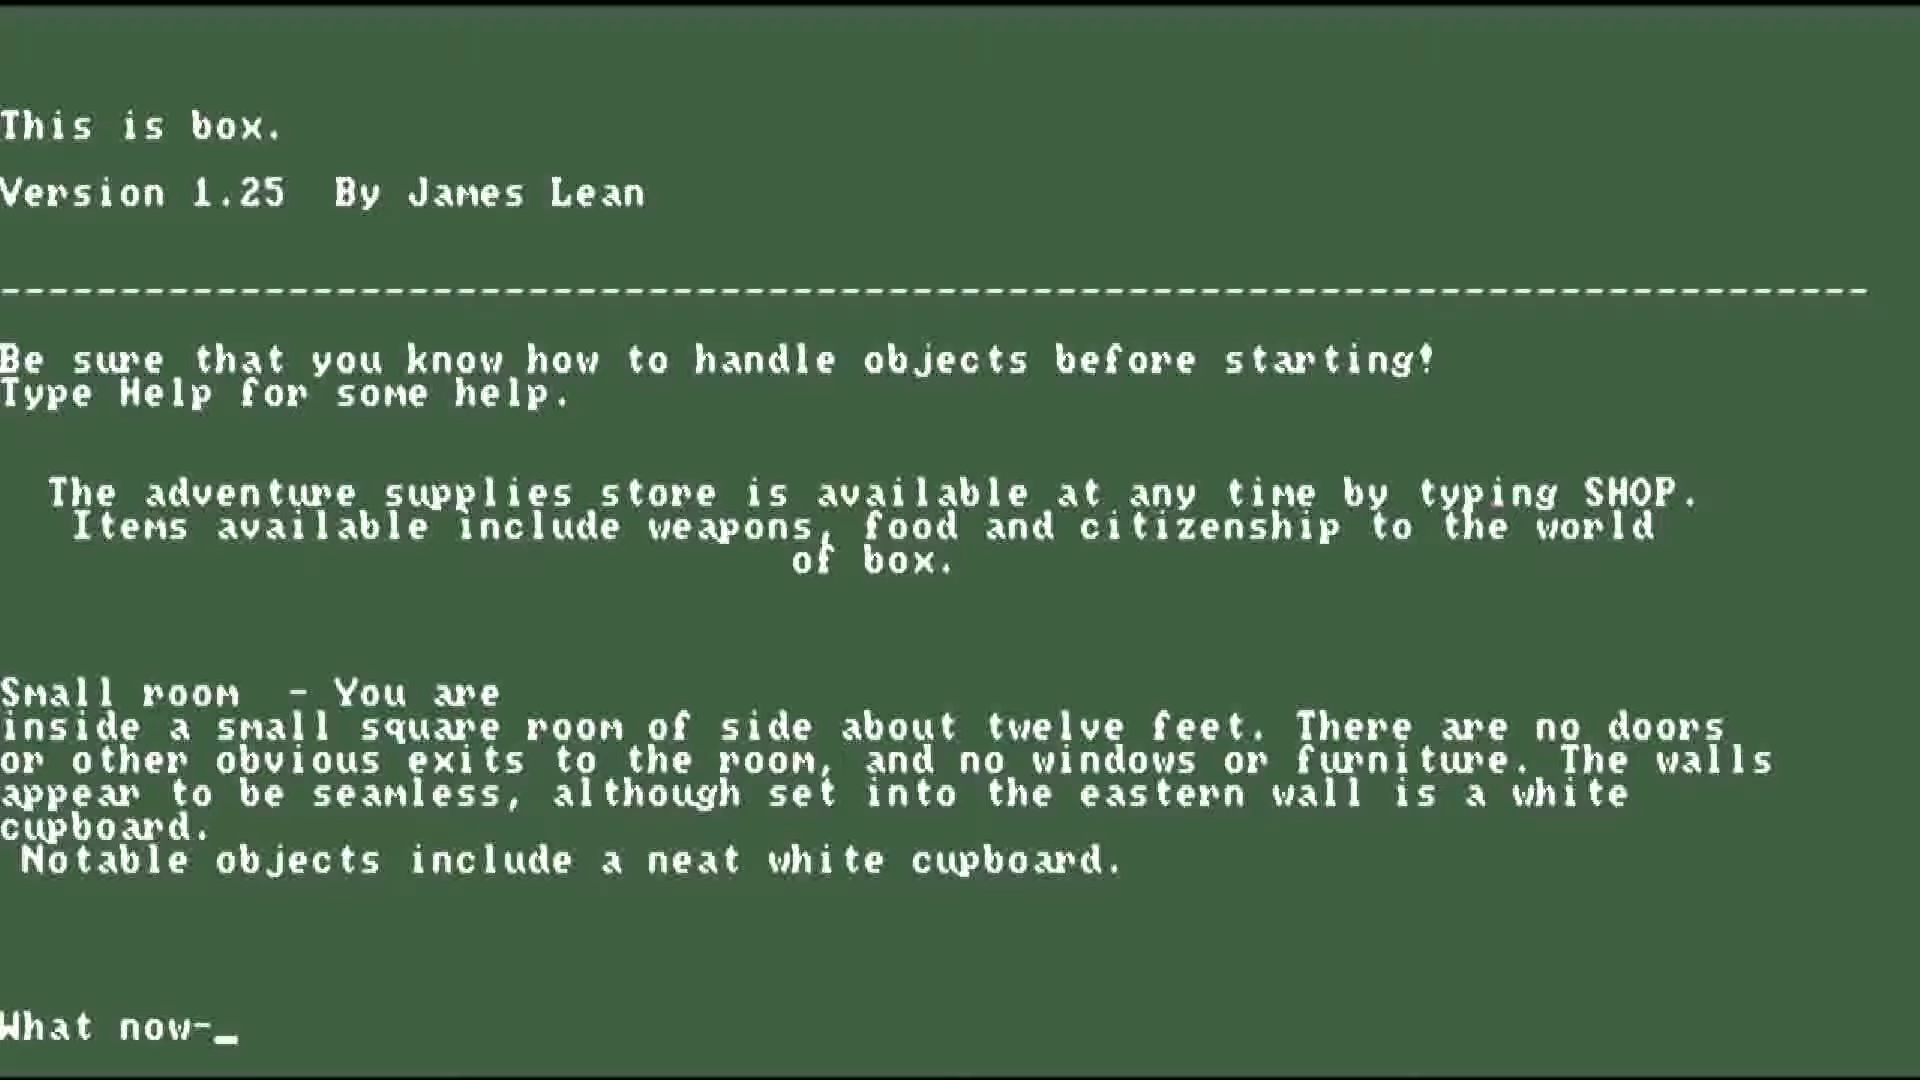 This is box.
Version 1.25  By James Lean
------------------------------------------------------------------------------
Be sure that you know how to handle objects before starting!
Type Help for some help.
The adventure supplies store is available at any time by typing SHOP.
Items available include weapons, food and citizenship to the world
of box.
Small room  - You are
inside a small square room of side about twelve feet. There are no doors
or other obvious exits to the room, and no windows or furniture. The walls
appear to be seamless, although set into the eastern wall is a white
cupboard.
Notable objects include a neat white cupboard.
What now-_